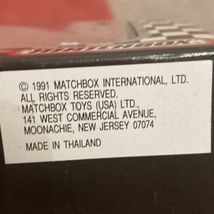 © 1991 MATCHBOX INTERNATIONAL, LTD.
ALL RIGHTS RESERVED.
MATCHBOX TOYS (USA) LTD.,
141 WEST COMMERCIAL AVENUE,
MOONACHIE, NEW JERSEY 07074
MADE IN THAILAND